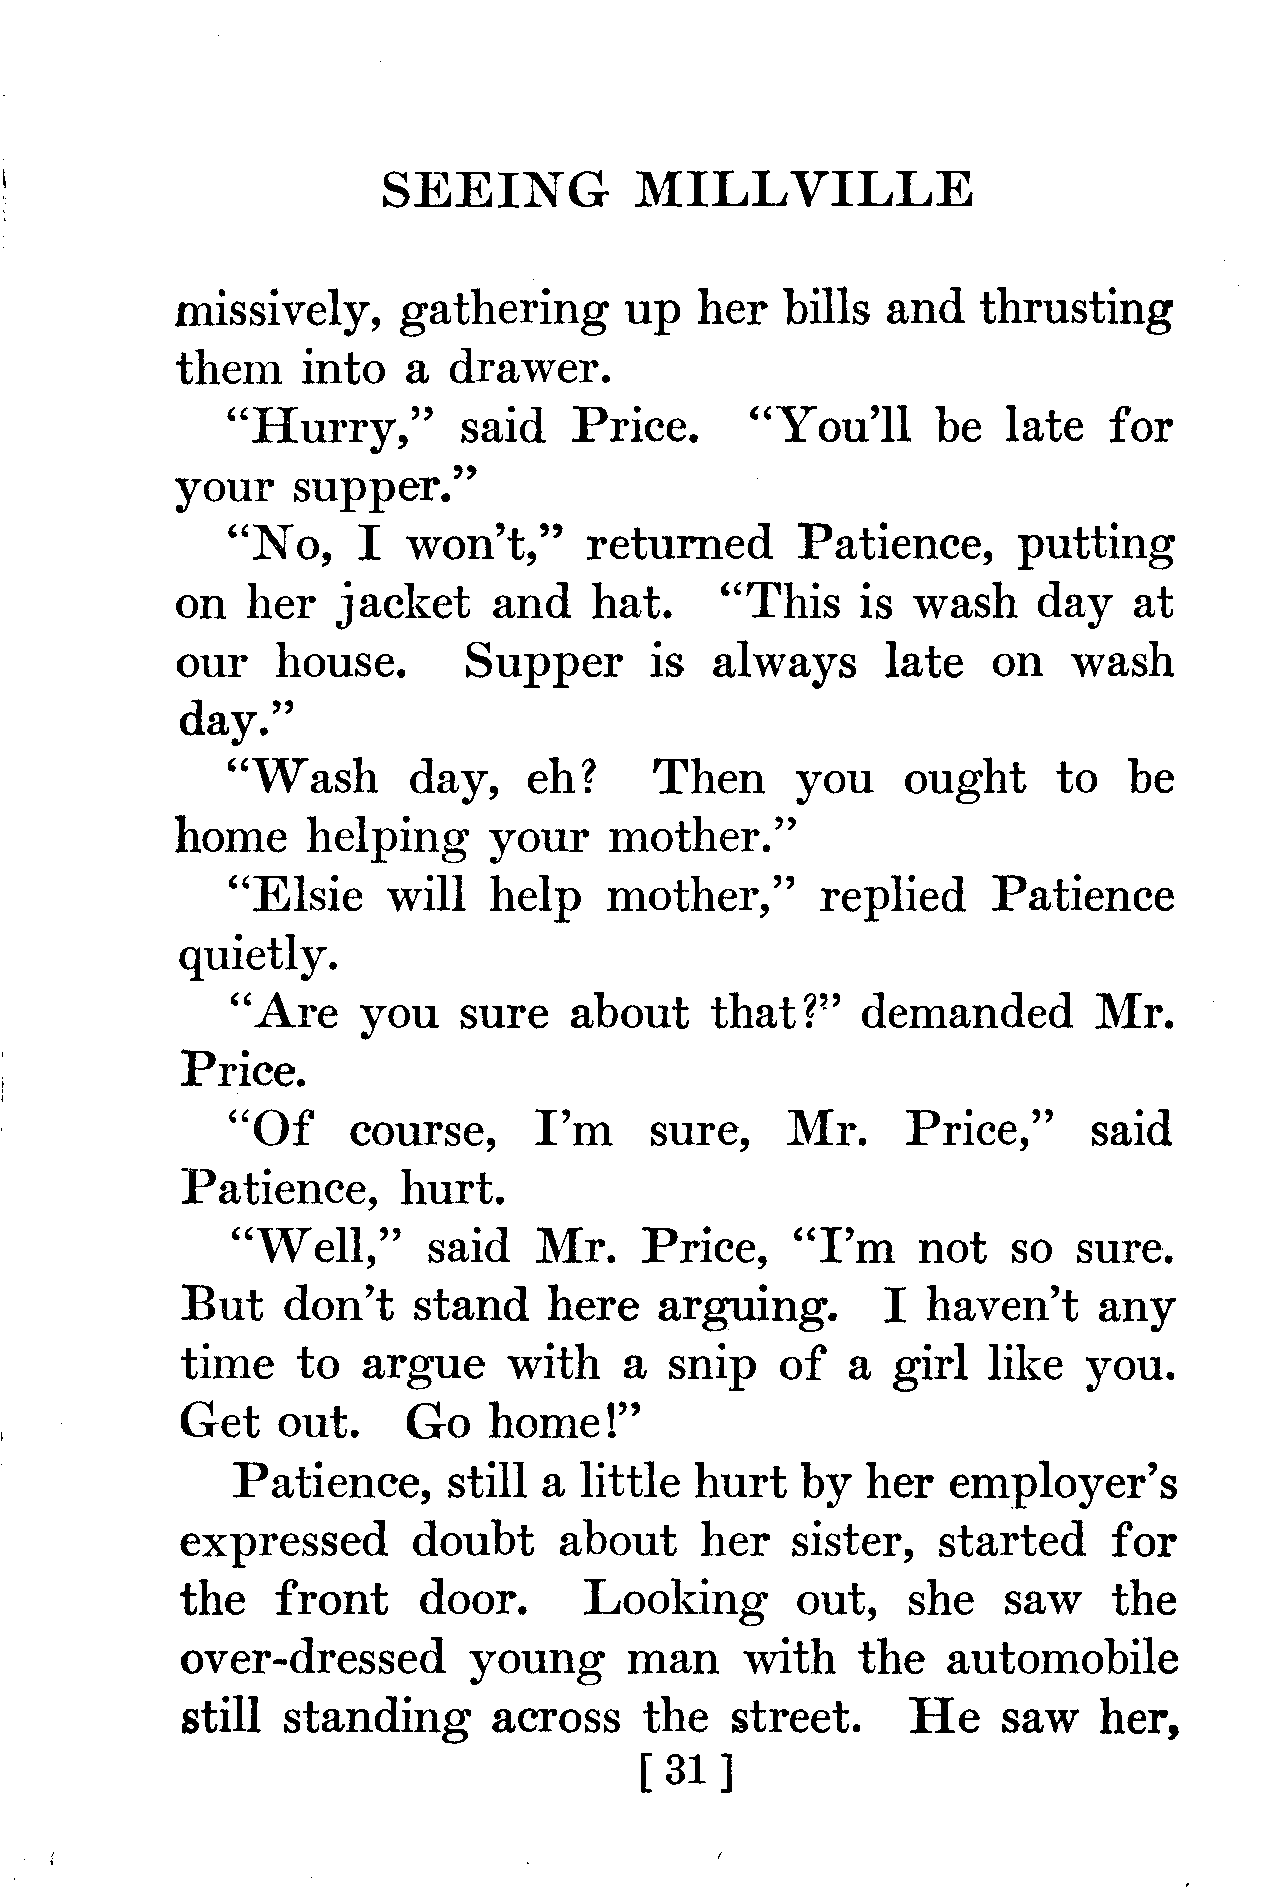 SEEING MILLVILLE
missively, gathering up her bills and thrusting
them into a drawer.
“Hurry,” said Price. “You’ll be late for
your supper.”
“No, I won’t,” returned Patience, putting
on her jacket and hat. “This is wash day at
our house. Supper is always late on wash
day.”
“Wash day, eh? Then you ought to be
home helping your mother.”
“Elsie will help mother,” replied Patience
quietly.
“Are you sure about that?” demanded Mr.
Price.
“Of course, I’m sure, Mr. Price,” said
Patience, hurt.
“Well,” said Mr. Price, “I’m not so sure.
But don’t stand here arguing. I haven’t any
time to argue with a snip of a girl like you.
Get out. Go home!”
Patience, still a little hurt by her employer’s
expressed doubt about her sister, started for
the front door. Looking out, she saw the
over-dressed young man with the automobile
still standing across the street. He saw her,
[ 31 ]